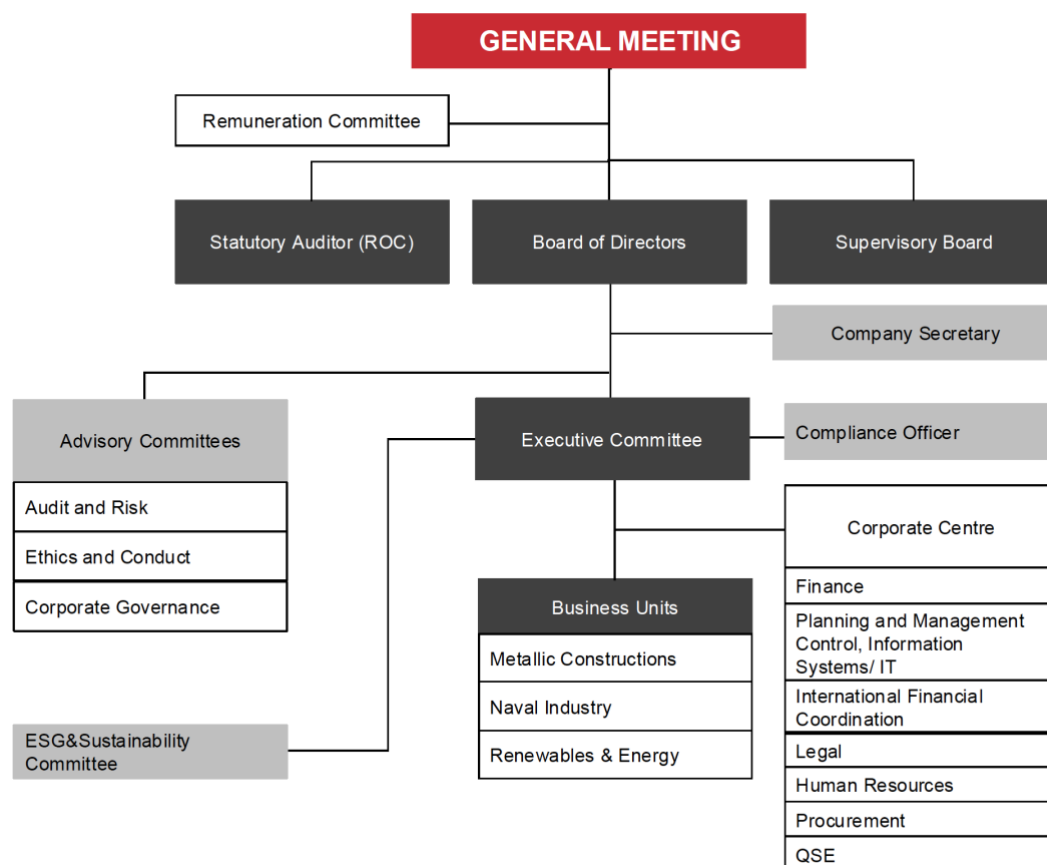 GENERAL MEETING
Remuneration Committee
Statutory Auditor (ROC)
Board of Directors
Supervisory Board
Company Secretary
Advisory Committees
Audit and Risk
Ethics and Conduct
Corporate Governance
Executive Committee
Compliance Officer
ESG&Sustainability
Committee
Business Units
Metallic Constructions
Naval Industry
Renewables & Energy
Corporate Centre
Finance
Planning and Management
Control, Information
Systems/ IT
International Financial
Coordination
Legal
Human Resources
Procurement
QSE